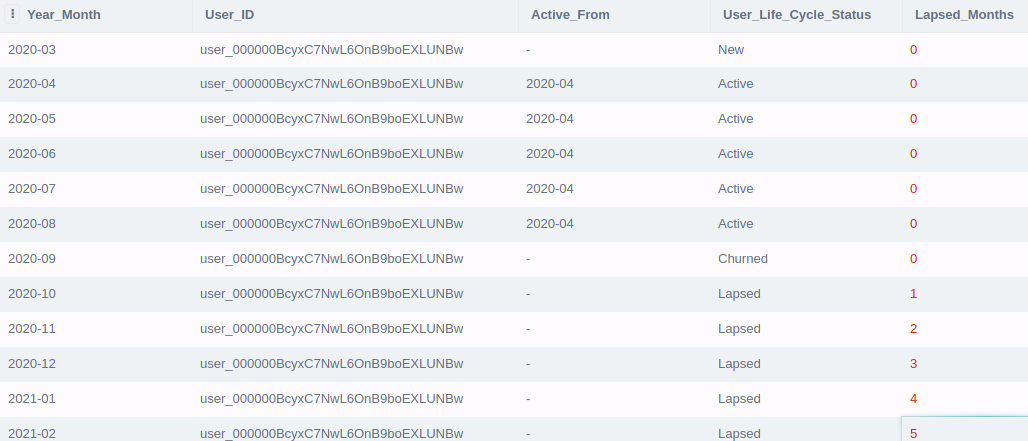 Year_Month User_ID Active_From User_Life_Cycle_Status Lapsed_Months
2020-03 user_000000BcyxC7NwL6OnB9boEXLUNBw - New 0
2020-04 user_000000BcyxC7NwL6OnB9boEXLUNBw 2020-04 Active 0
2020-05 user_000000BcyxC7NwL6OnB9boEXLUNBw 2020-04 Active 0
2020-06 user_000000BcyxC7NwL6OnB9boEXLUNBw 2020-04 Active 0
2020-07 user_000000BcyxC7NwL6OnB9boEXLUNBw 2020-04 Active 0
2020-08 user_000000BcyxC7NwL6OnB9boEXLUNBw 2020-04 Active 0
2020-09 user_000000BcyxC7NwL6OnB9boEXLUNBw - Churned 0
2020-10 user_000000BcyxC7NwL6OnB9boEXLUNBw - Lapsed 1
2020-11 user_000000BcyxC7NwL6OnB9boEXLUNBw - Lapsed 2
2020-12 user_000000BcyxC7NwL6OnB9boEXLUNBw - Lapsed 3
2021-01 user_000000BcyxC7NwL6OnB9boEXLUNBw - Lapsed 4
2021-02 user_000000BcyxC7NwL6OnB9boEXLUNBw - Lapsed 5